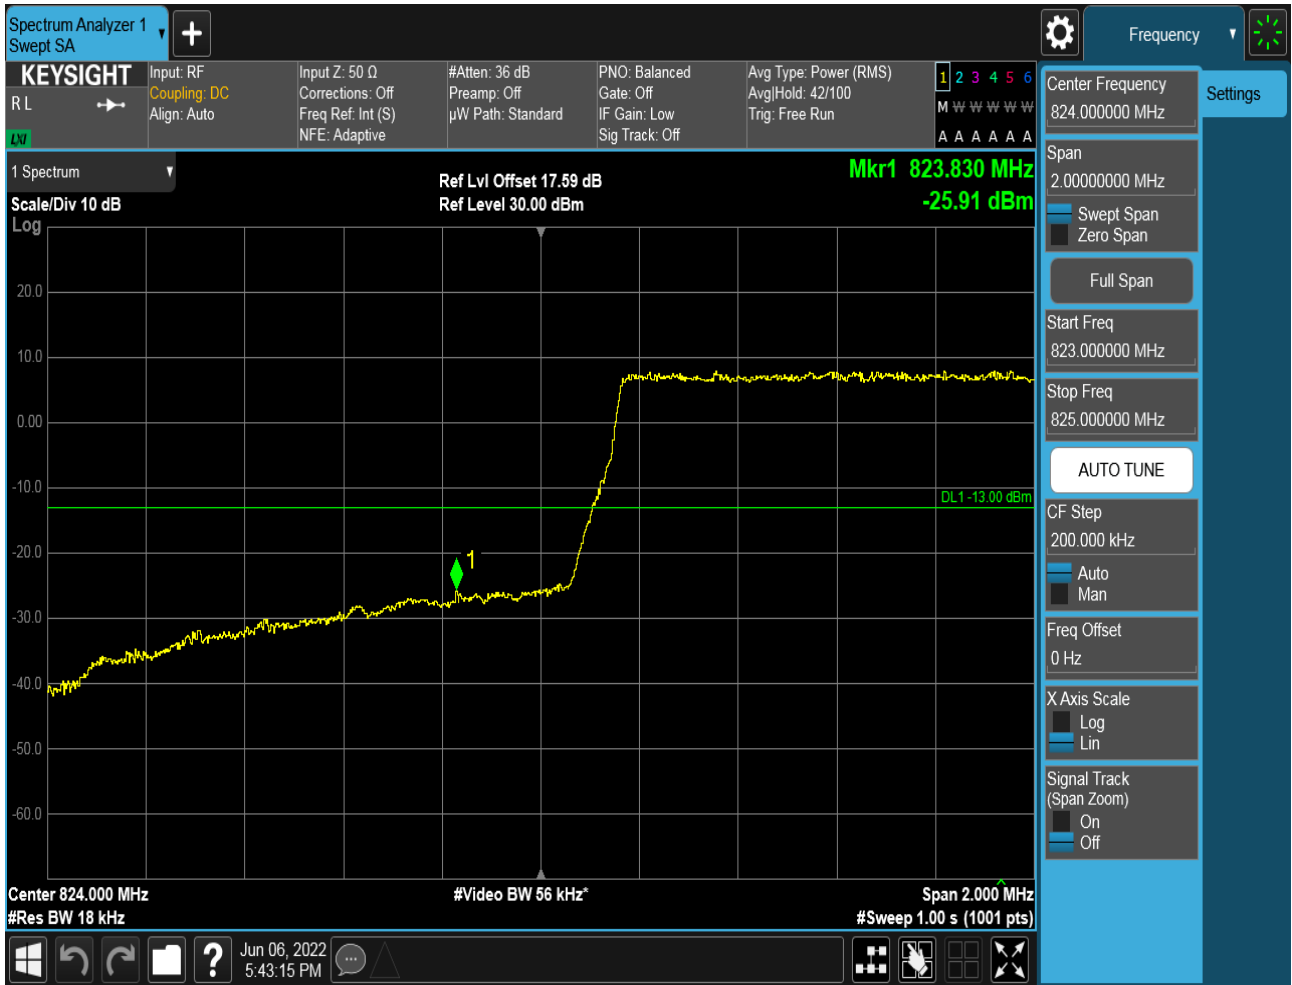 Spectrum Analyzer 1
Swept SA
Frequency
KEYSIGHT
R L
LXI
Input: RF
Coupling: DC
Align: Auto
Input Z: 50 Ω
Corrections: Off
Freq Ref: Int (S)
NFE: Adaptive
#Atten: 36 dB
Preamp: Off
µW Path: Standard
PNO: Balanced
Gate: Off
IF Gain: Low
Sig Track: Off
Avg Type: Power (RMS)
Avg|Hold: 42/100
Trig: Free Run
1 2 3 4 5 6
M W W W W W
A A A A A A
1 Spectrum
Scale/Div 10 dB
Log
Ref Lvl Offset 17.59 dB
Ref Level 30.00 dBm
Mkr1 823.830 MHz
-25.91 dBm
20.0
10.0
0.00
-10.0
-20.0
-30.0
-40.0
-50.0
-60.0
DL1 -13.00 dBm
1
Center 824.000 MHz
#Res BW 18 kHz
#Video BW 56 kHz*
Span 2.000 MHz
#Sweep 1.00 s (1001 pts)
Jun 06, 2022
5:43:15 PM
Center Frequency
824.000000 MHz
Span
2.00000000 MHz
Swept Span
Zero Span
Full Span
Start Freq
823.000000 MHz
Stop Freq
825.000000 MHz
AUTO TUNE
CF Step
200.000 kHz
Auto
Man
Freq Offset
0 Hz
X Axis Scale
Log
Lin
Signal Track
(Span Zoom)
On
Off
Settings